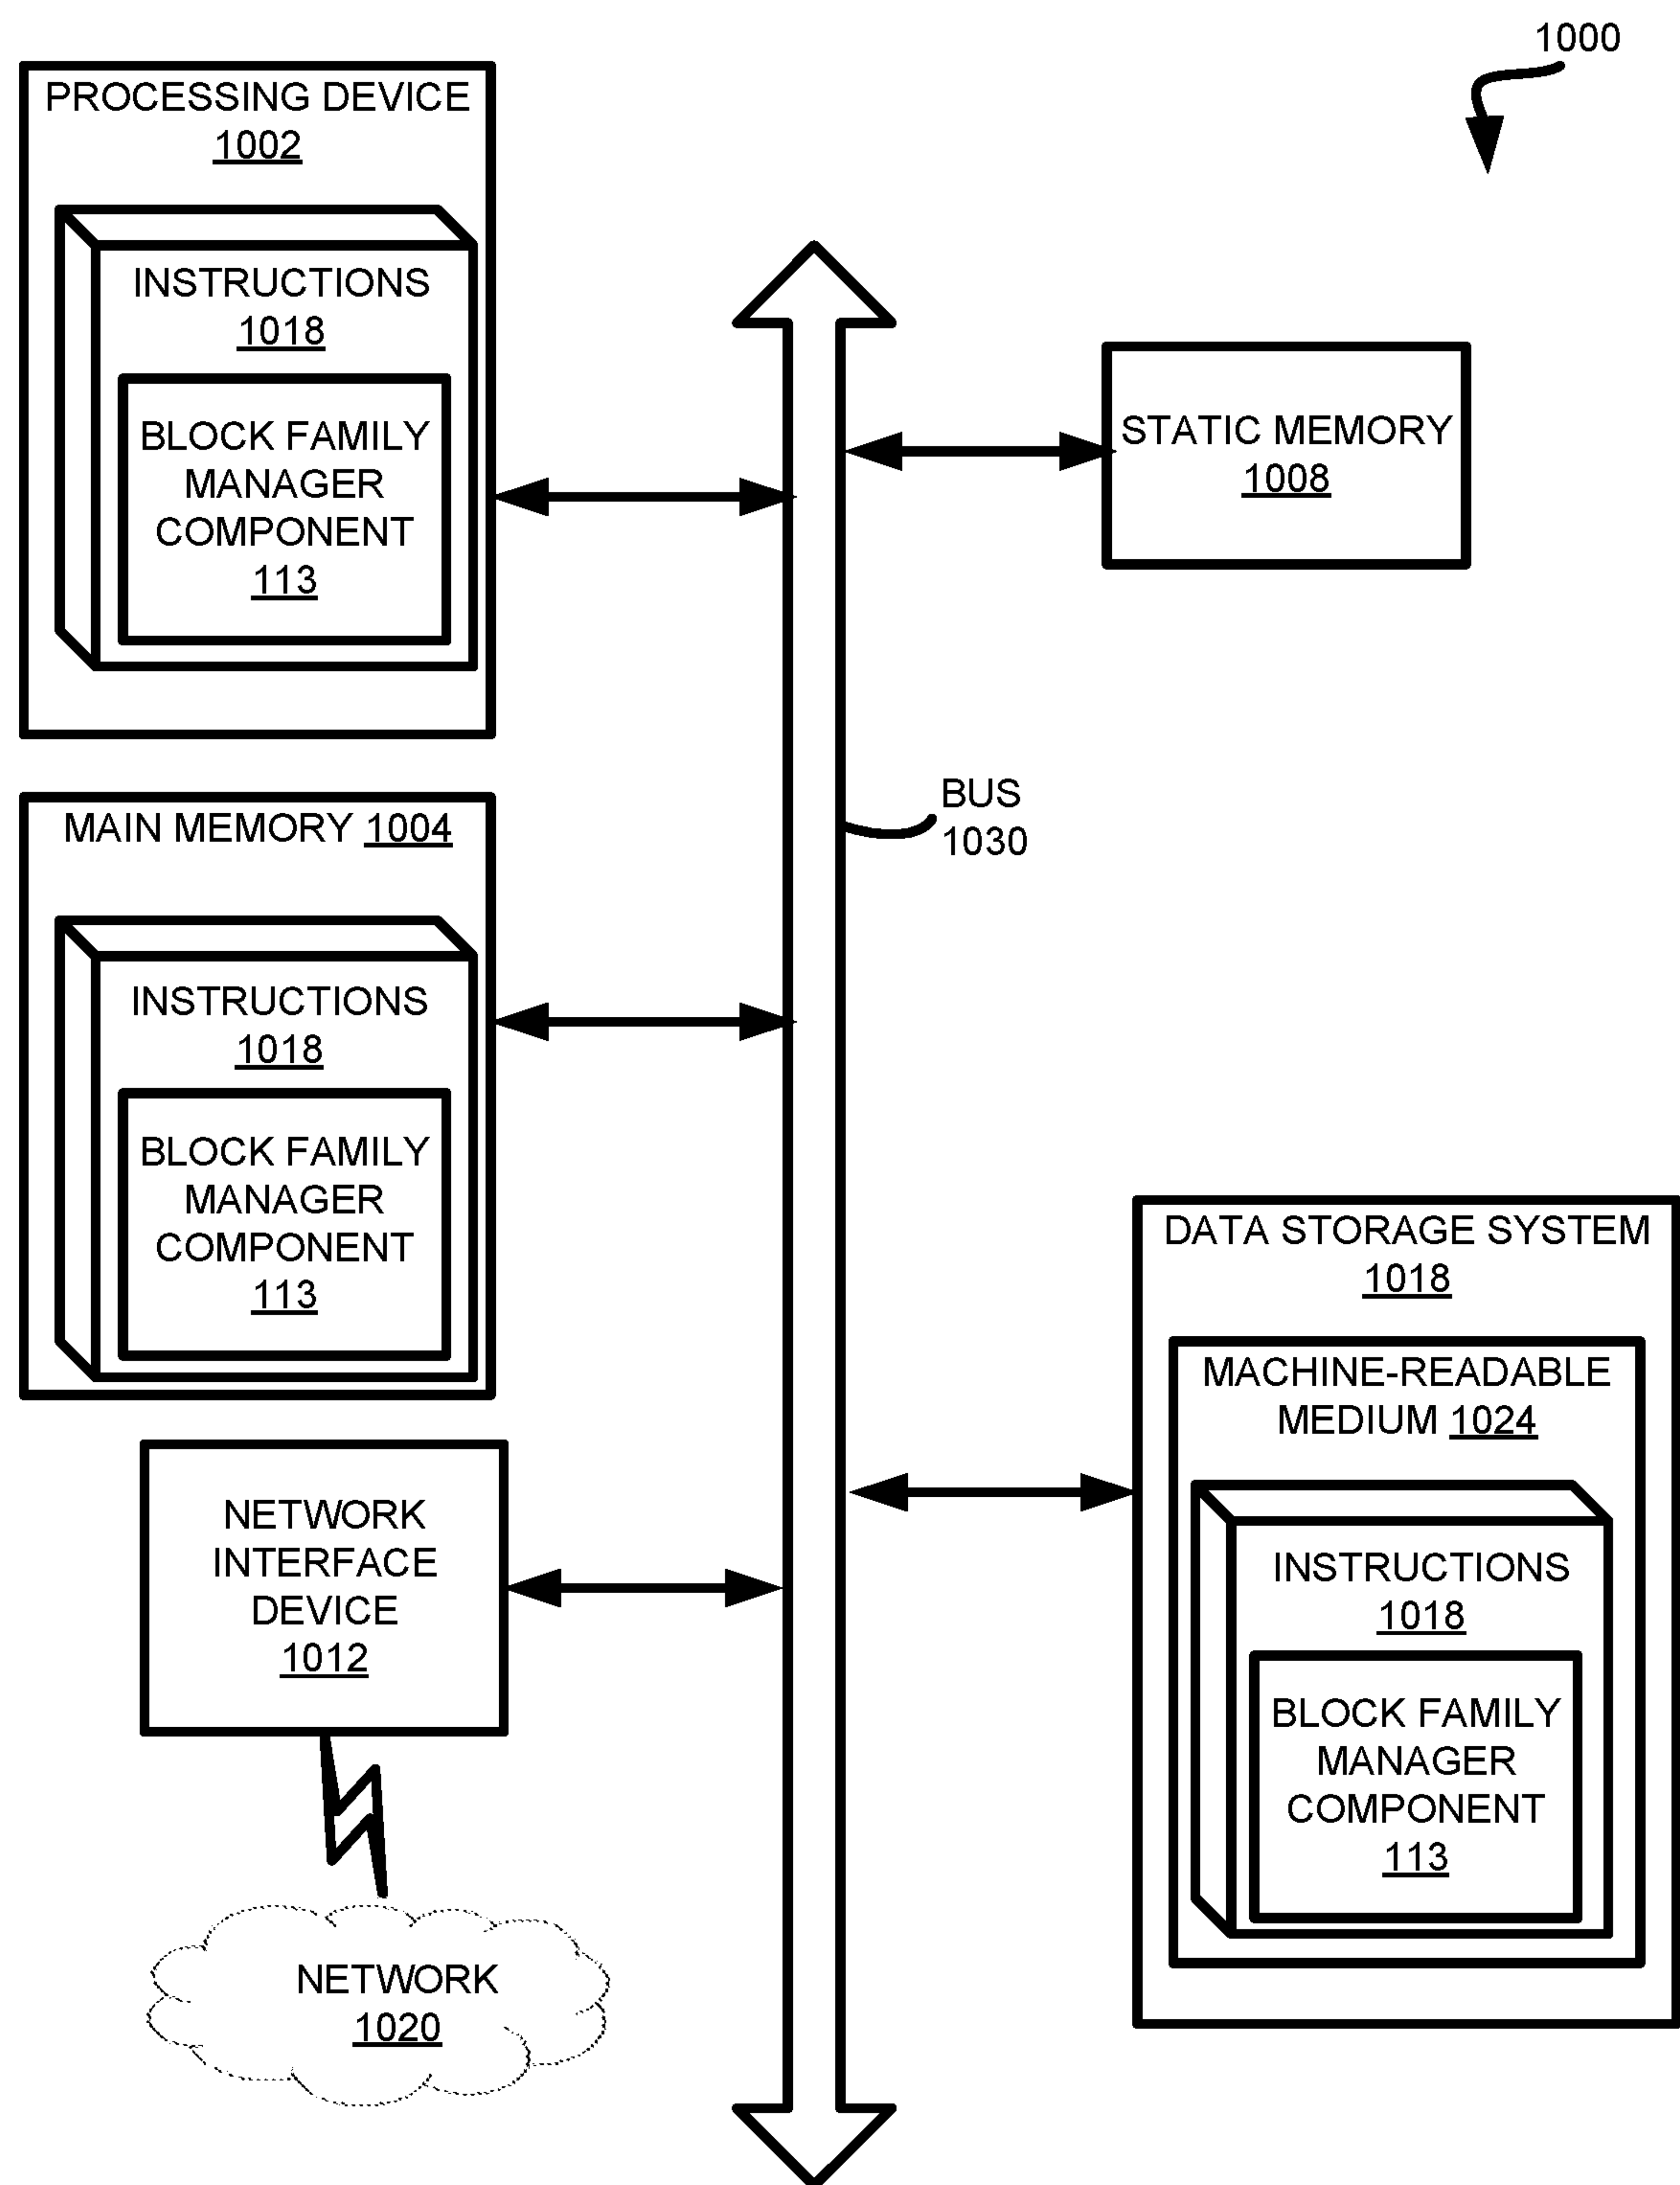 1000
PROCESSING DEVICE
1002
INSTRUCTIONS
1018
BLOCK FAMILY
MANAGER
COMPONENT
113
STATIC MEMORY
1008
BUS
1030
MAIN MEMORY 1004
INSTRUCTIONS
1018
BLOCK FAMILY
MANAGER
COMPONENT
113
DATA STORAGE SYSTEM
1018
MACHINE-READABLE
MEDIUM 1024
INSTRUCTIONS
1018
BLOCK FAMILY
MANAGER
COMPONENT
113
NETWORK
INTERFACE
DEVICE
1012
NETWORK
1020